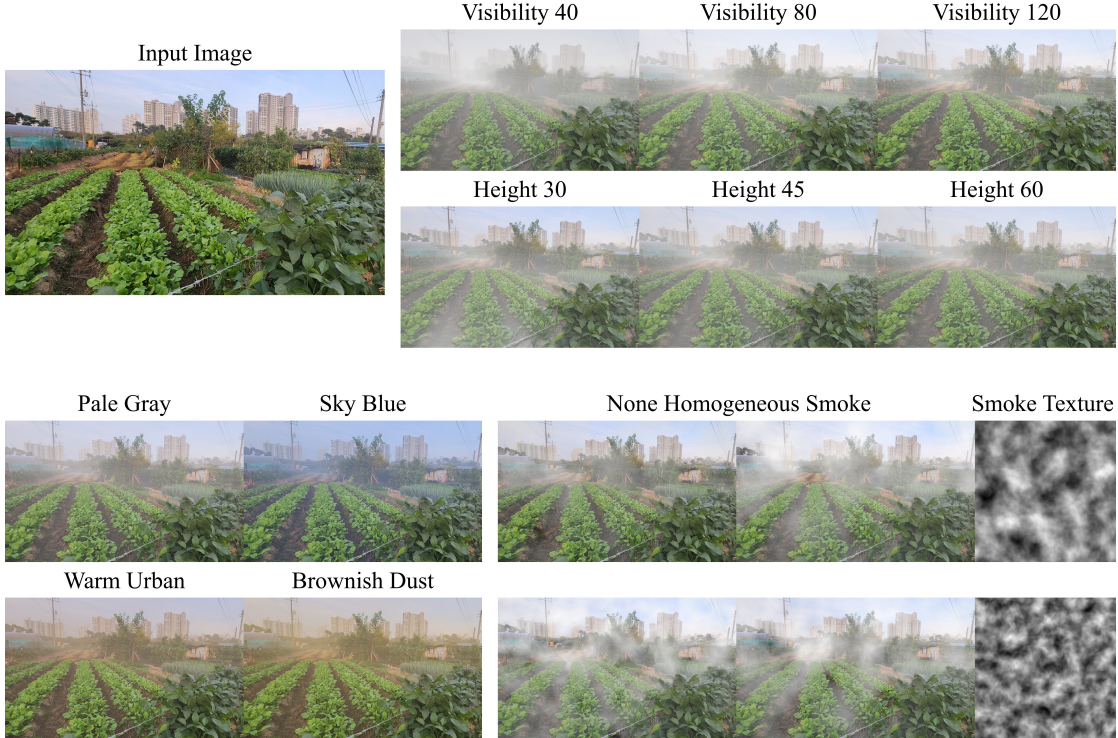 Input Image
Visibility 40
Visibility 80
Visibility 120
Height 30
Height 45
Height 60
Pale Gray
Sky Blue
None Homogeneous Smoke
Smoke Texture
Warm Urban
Brownish Dust